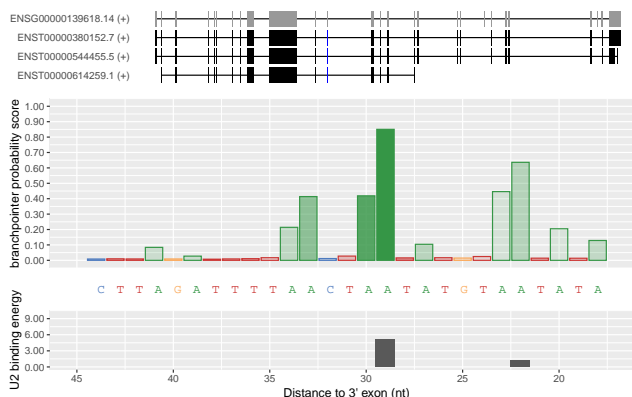 ENSG00000139618.14 (+)
ENST00000380152.7 (+)
ENST00000544455.5 (+)
ENST00000614259.1 (+)
branchpointer probability score
1.00
0.90
0.80
0.70
0.60
0.50
0.40
0.30
0.20
0.10
0.00
C T T A G A T T T T A A C T A A T A T G T A A T A T A
U2 binding energy
9.00
6.00
3.00
0.00
45 40 35 30 25 20
Distance to 3' exon (nt)